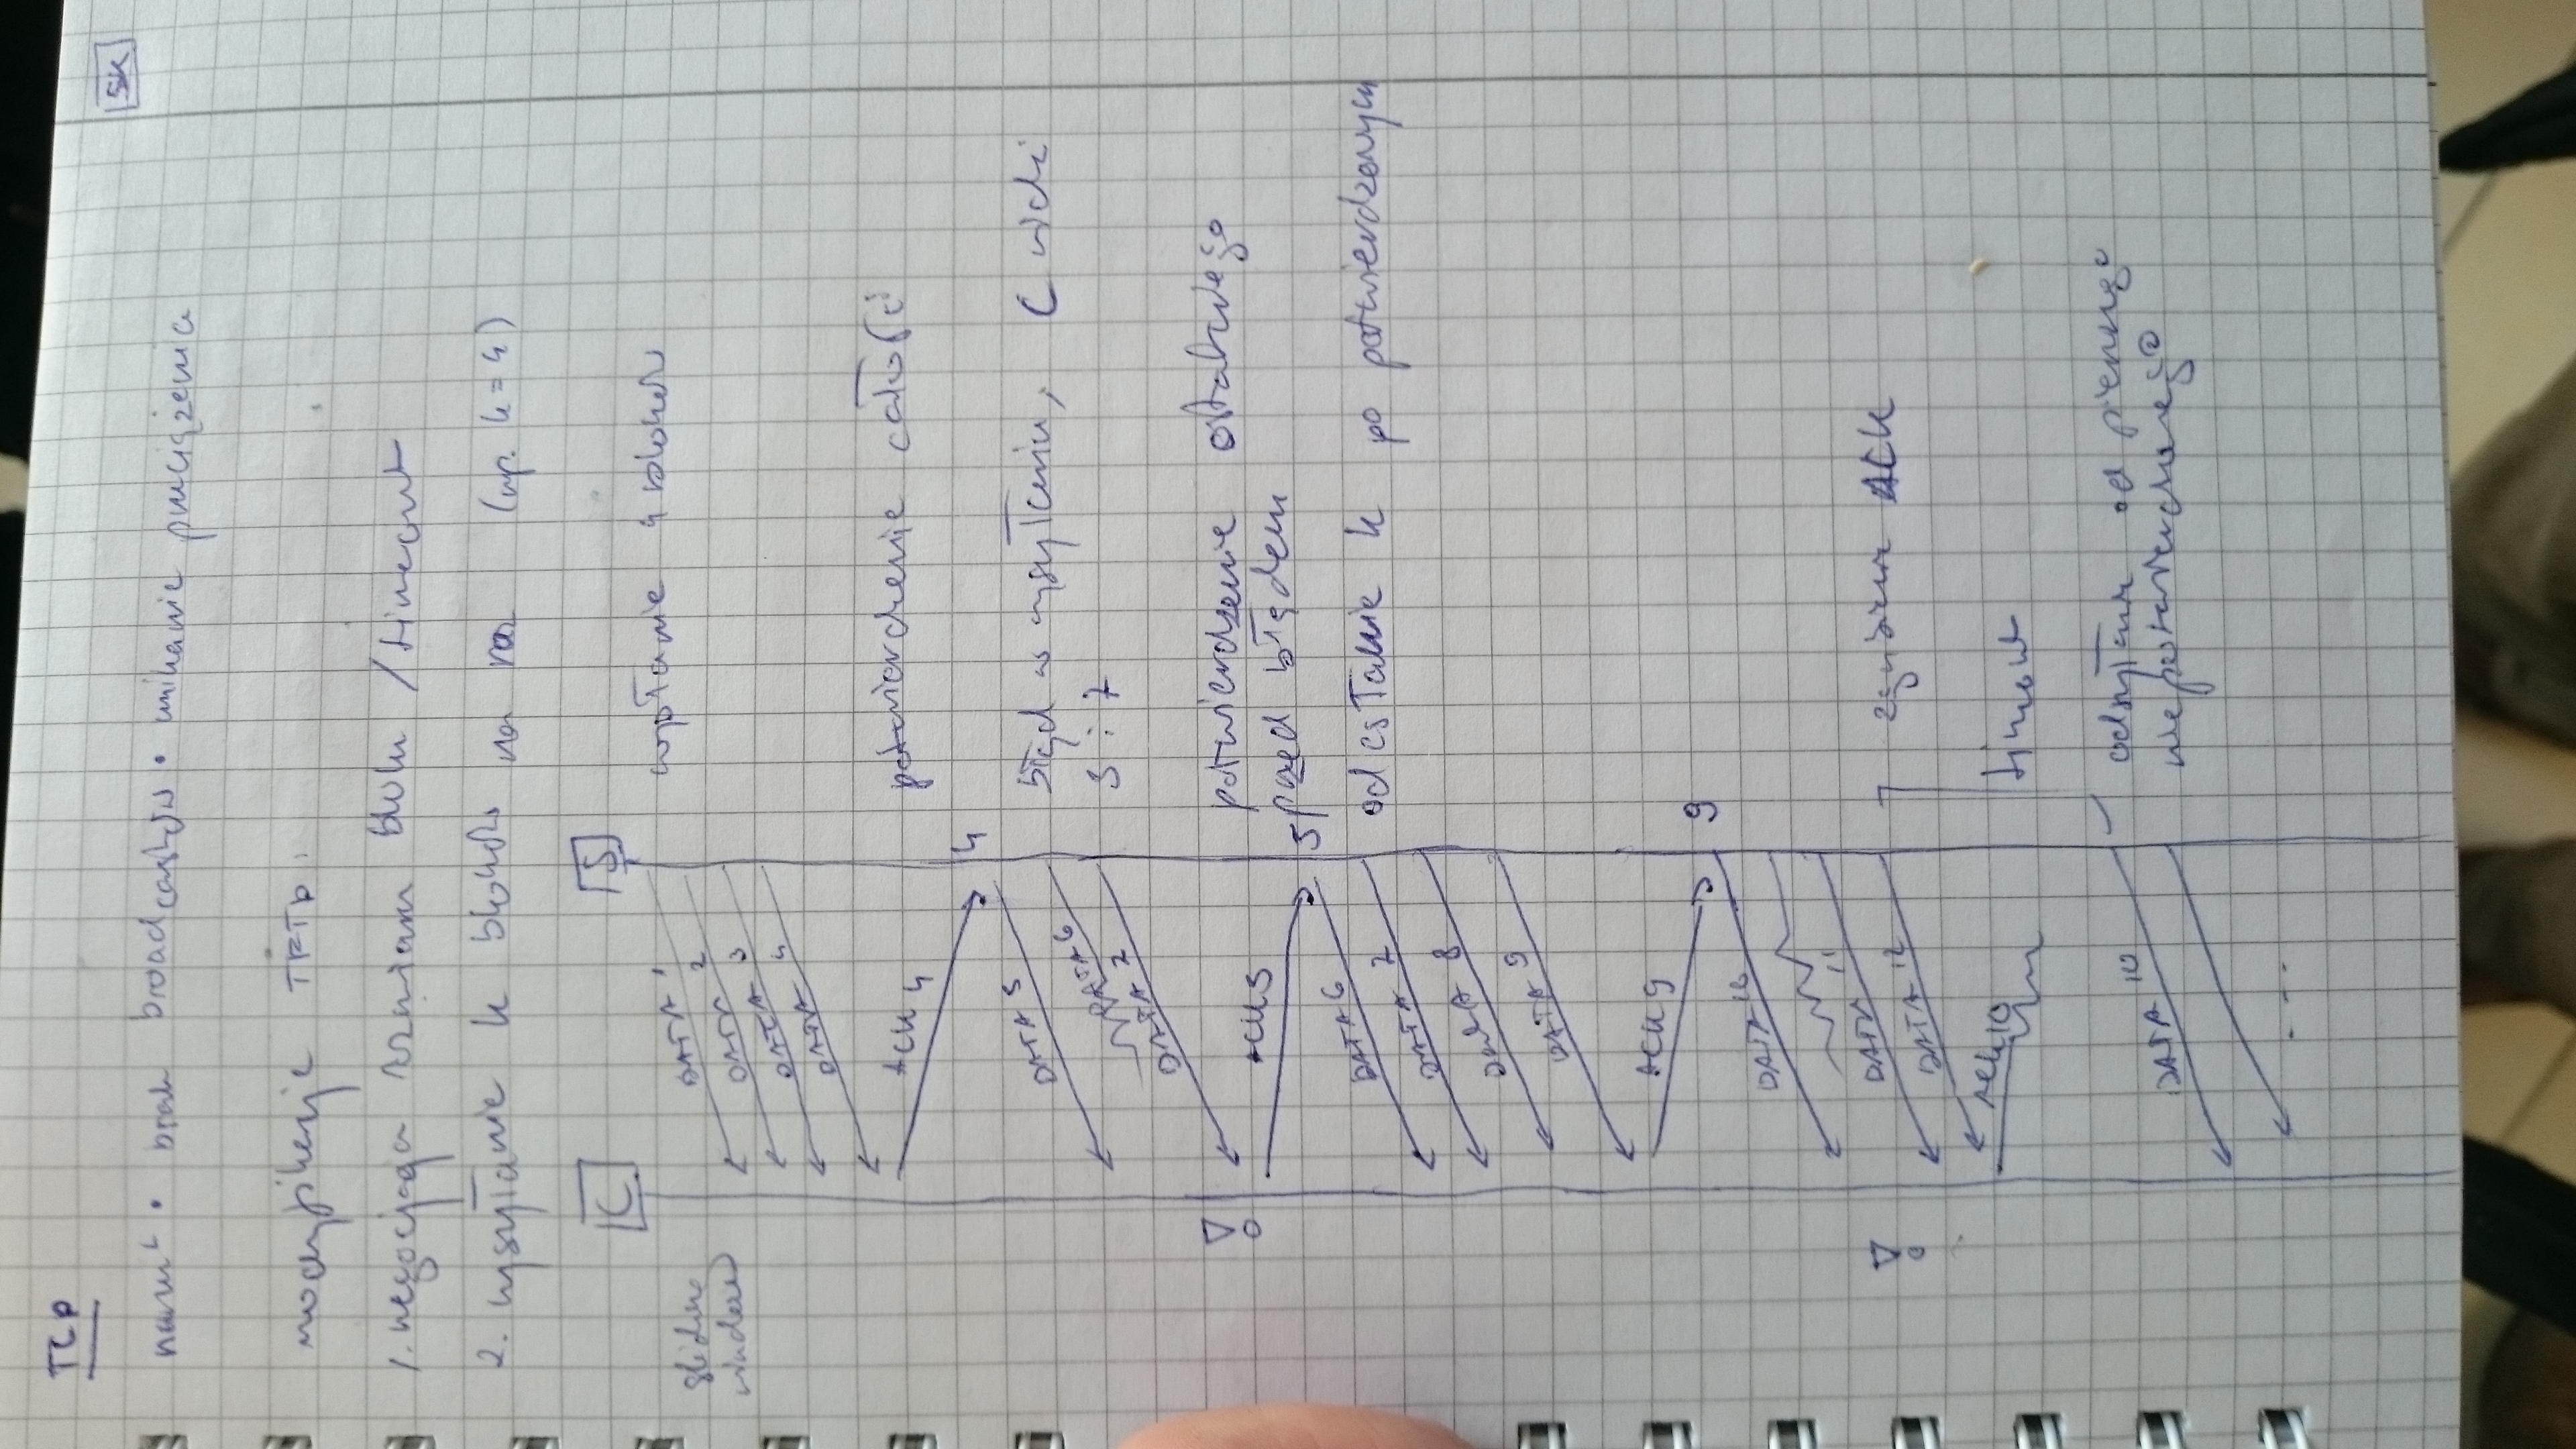 TCP
SK
• brak broadcastów • unikanie przeciążenia
modyfikacje TFTP:
1. negocjacja rozmiaru bloku / timeout
2. wysyłanie k bloków na raz (np. k = 4)
C S
sliding
window
DATA 1
wysłanie 4 bloków
DATA 2
DATA 3
DATA 4
ACK 4
potwierdzenie całości
4
DATA 5
błąd w wysyłaniu, C widzi
DATA 6
5 i 7
DATA 7
potwierdzenie ostatniego
ACK 5
5 przed błędem
DATA 6
odesłanie k po potwierdzonym
DATA 7
DATA 8
DATA 9
ACK 9
9
DATA 10
DATA 11
zgubienie ACK
DATA 12
ACK 10
timeout
DATA 10
odsyłanie od pierwszego
niepotwierdzonego
...